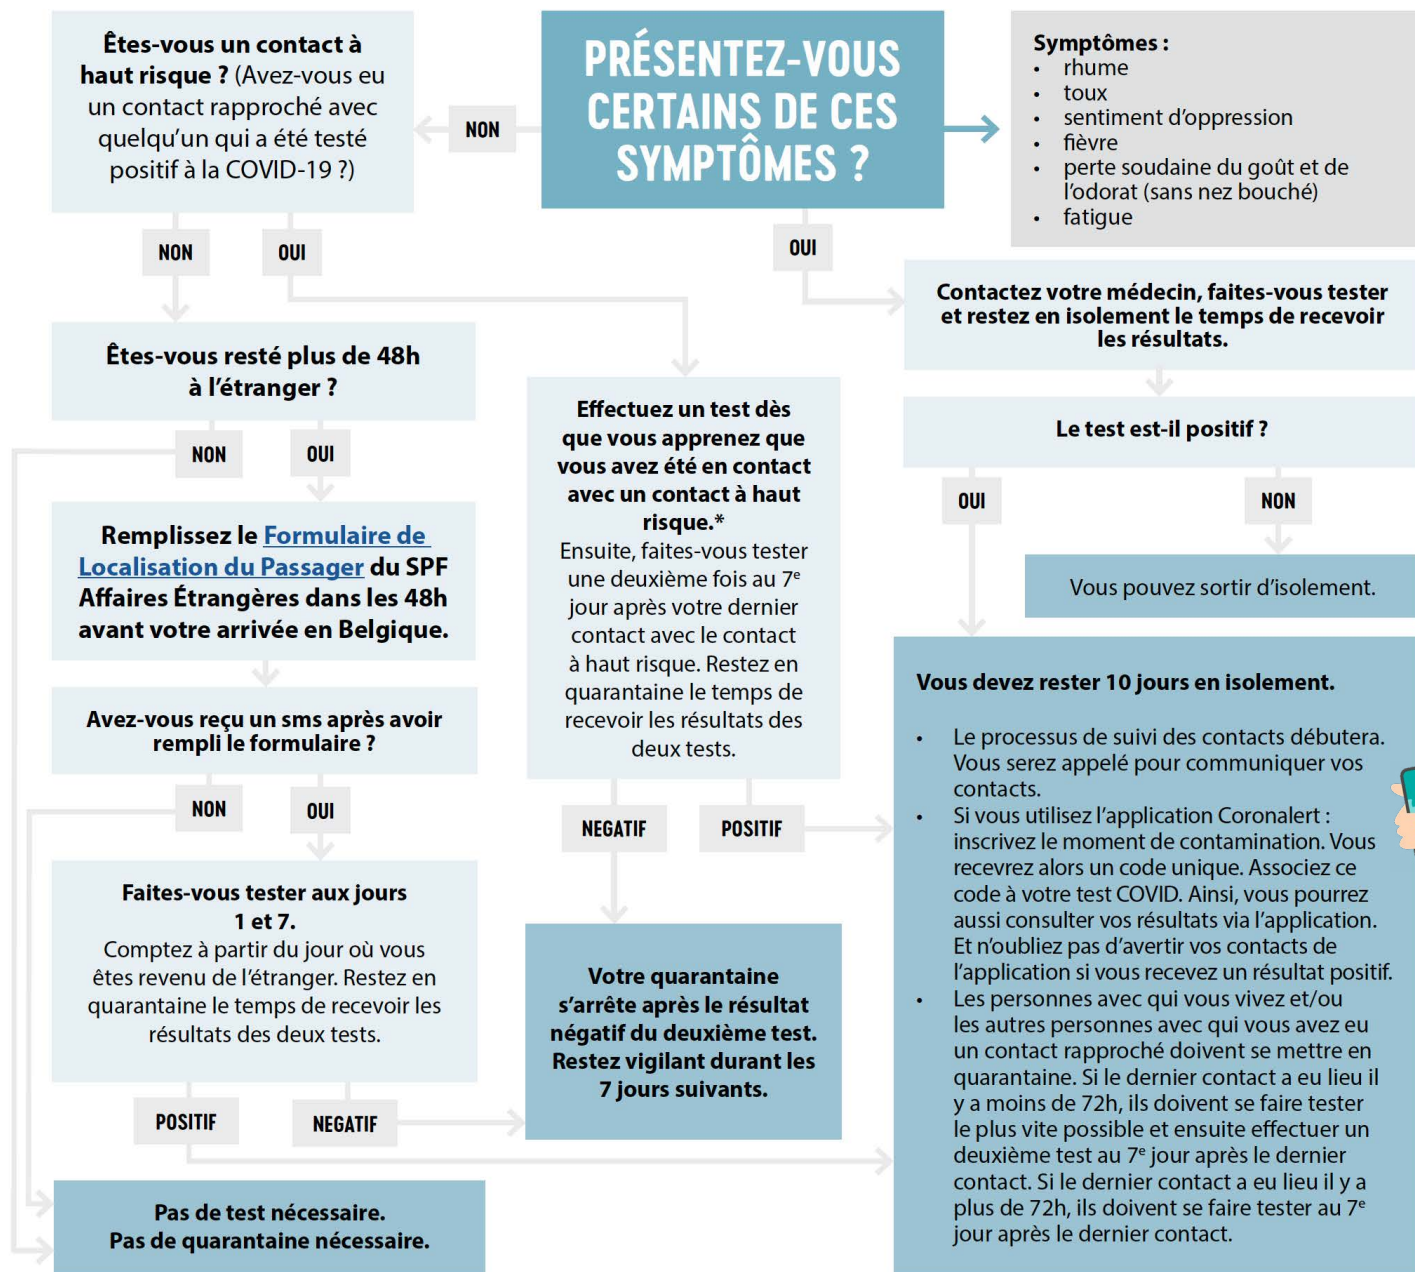 PRÉSENTEZ-VOUS
CERTAINS DE CES
SYMPTÔMES ?
Symptômes :
• rhume
• toux
• sentiment d’oppression
• fièvre
• perte soudaine du goût et de
l’odorat (sans nez bouché)
• fatigue
NON
Êtes-vous un contact à
haut risque ? (Avez-vous eu
un contact rapproché avec
quelqu’un qui a été testé
positif à la COVID-19 ?)
NON
OUI
OUI
Contactez votre médecin, faites-vous tester
et restez en isolement le temps de recevoir
les résultats.
Le test est-il positif ?
OUI
NON
Vous pouvez sortir d’isolement.
Êtes-vous resté plus de 48h
à l’étranger ?
NON
OUI
Remplissez le Formulaire de
Localisation du Passager du SPF
Affaires Étrangères dans les 48h
avant votre arrivée en Belgique.
Avez-vous reçu un sms après avoir
rempli le formulaire ?
NON
OUI
Faites-vous tester aux jours
1 et 7.
Comptez à partir du jour où vous
êtes revenu de l’étranger. Restez en
quarantaine le temps de recevoir les
résultats des deux tests.
POSITIF
NEGATIF
Pas de test nécessaire.
Pas de quarantaine nécessaire.
Effectuez un test dès
que vous apprenez que
vous avez été en contact
avec un contact à haut
risque.*
Ensuite, faites-vous tester
une deuxième fois au 7e
jour après votre dernier
contact avec le contact
à haut risque. Restez en
quarantaine le temps de
recevoir les résultats des
deux tests.
NEGATIF
POSITIF
Votre quarantaine
s’arrête après le résultat
négatif du deuxième test.
Restez vigilant durant les
7 jours suivants.
Vous devez rester 10 jours en isolement.
• Le processus de suivi des contacts débutera.
Vous serez appelé pour communiquer vos
contacts.
• Si vous utilisez l’application Coronalert :
inscrivez le moment de contamination. Vous
recevrez alors un code unique. Associez ce
code à votre test COVID. Ainsi, vous pourrez
aussi consulter vos résultats via l’application.
Et n’oubliez pas d’avertir vos contacts de
l’application si vous recevez un résultat positif.
• Les personnes avec qui vous vivez et/ou
les autres personnes avec qui vous avez eu
un contact rapproché doivent se mettre en
quarantaine. Si le dernier contact a eu lieu il
y a moins de 72h, ils doivent se faire tester
le plus vite possible et ensuite effectuer un
deuxième test au 7e jour après le dernier
contact. Si le dernier contact a eu lieu il y a
plus de 72h, ils doivent se faire tester au 7e
jour après le dernier contact.